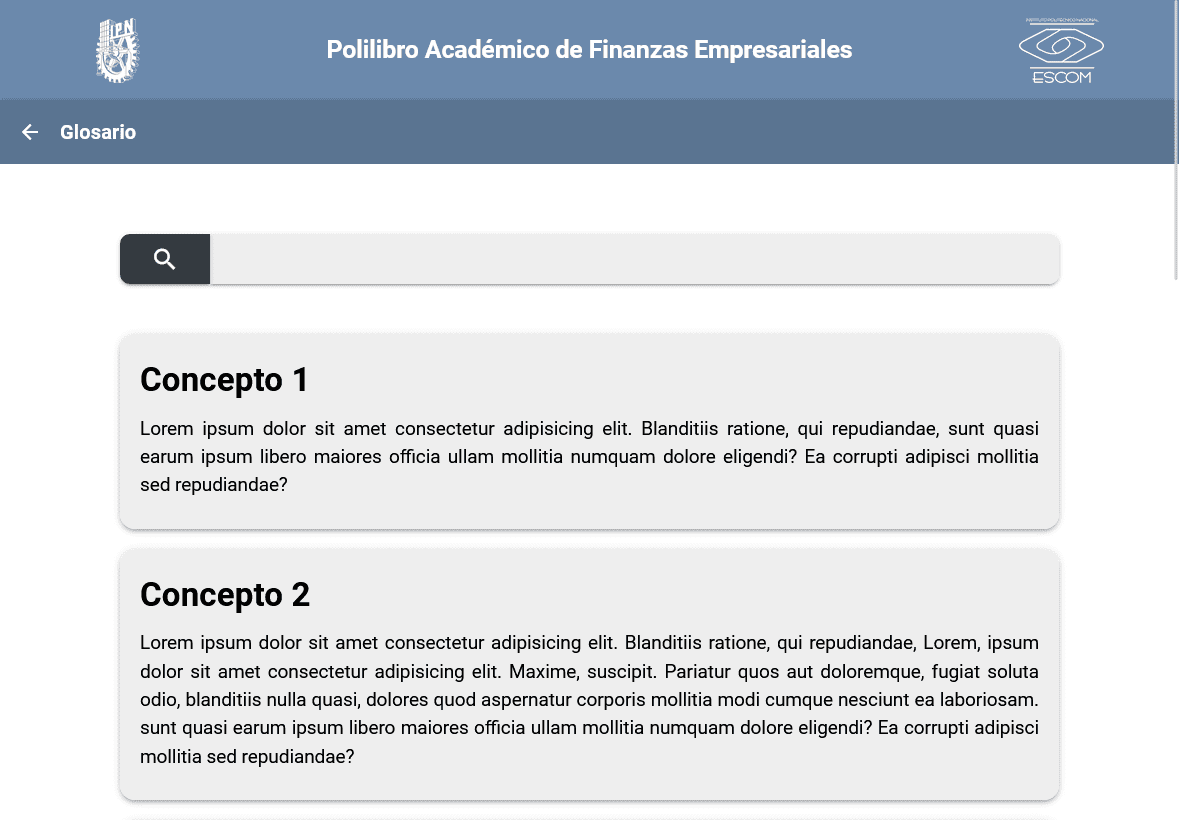 IPN
Polilibro Académico de Finanzas Empresariales
INSTITUTO POLITECNICO NACIONAL
ESCOM
Glosario
Concepto 1
Lorem ipsum dolor sit amet consectetur adipisicing elit. Blanditiis ratione, qui repudiandae, sunt quasi
earum ipsum libero maiores officia ullam mollitia numquam dolore eligendi? Ea corrupti adipisci mollitia
sed repudiandae?
Concepto 2
Lorem ipsum dolor sit amet consectetur adipisicing elit. Blanditiis ratione, qui repudiandae, Lorem, ipsum
dolor sit amet consectetur adipisicing elit. Maxime, suscipit. Pariatur quos aut doloremque, fugiat soluta
odio, blanditiis nulla quasi, dolores quod aspernatur corporis mollitia modi cumque nesciunt ea laboriosam.
sunt quasi earum ipsum libero maiores officia ullam mollitia numquam dolore eligendi? Ea corrupti adipisci
mollitia sed repudiandae?